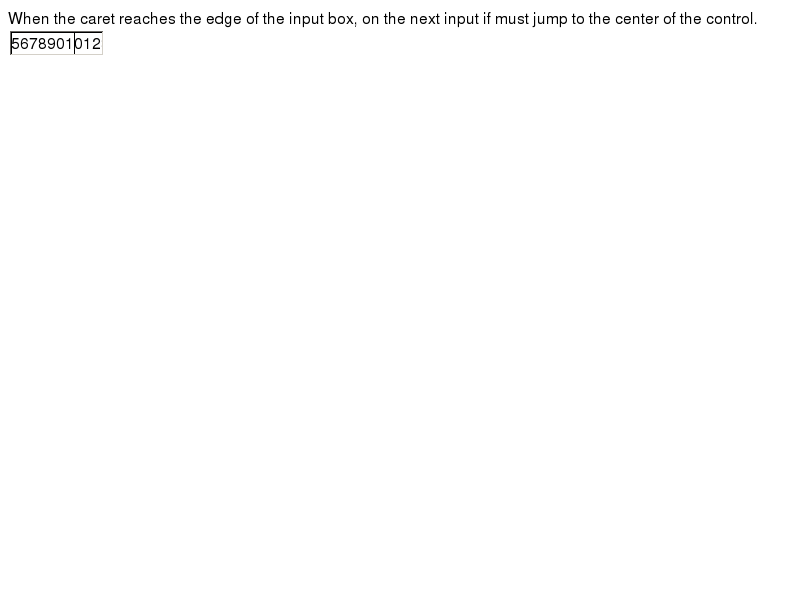 When the caret reaches the edge of the input box, on the next input if must jump to the center of the control.
5678901012